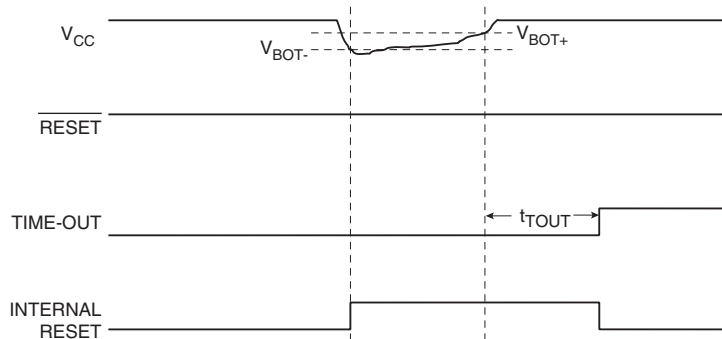 VCC
VBOT-
VBOT+
RESET
TIME-OUT
tTOUT
INTERNAL
RESET